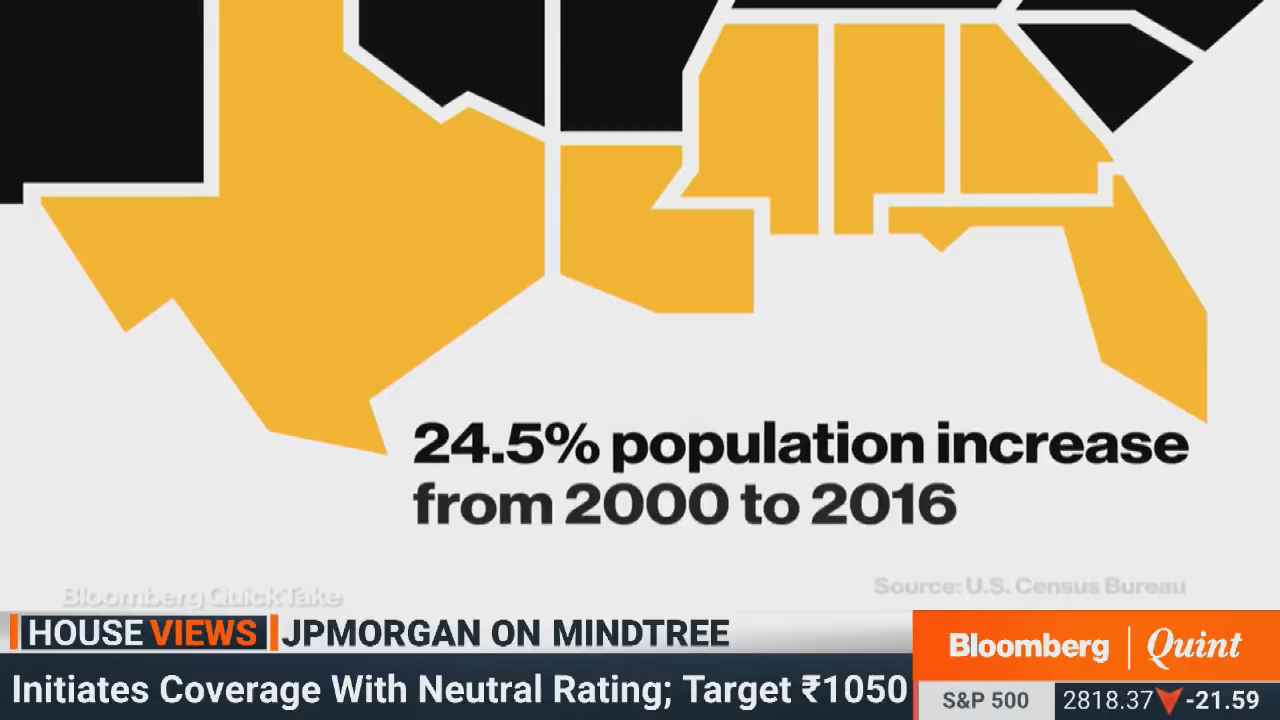 24.5% population increase
from 2000 to 2016
Bloomberg QuickTake
Source: U.S. Census Bureau
HOUSE VIEWS JPMORGAN ON MINDTREE
Initiates Coverage With Neutral Rating; Target ₹1050
Bloomberg | Quint
S&P 500 2818.37 -21.59